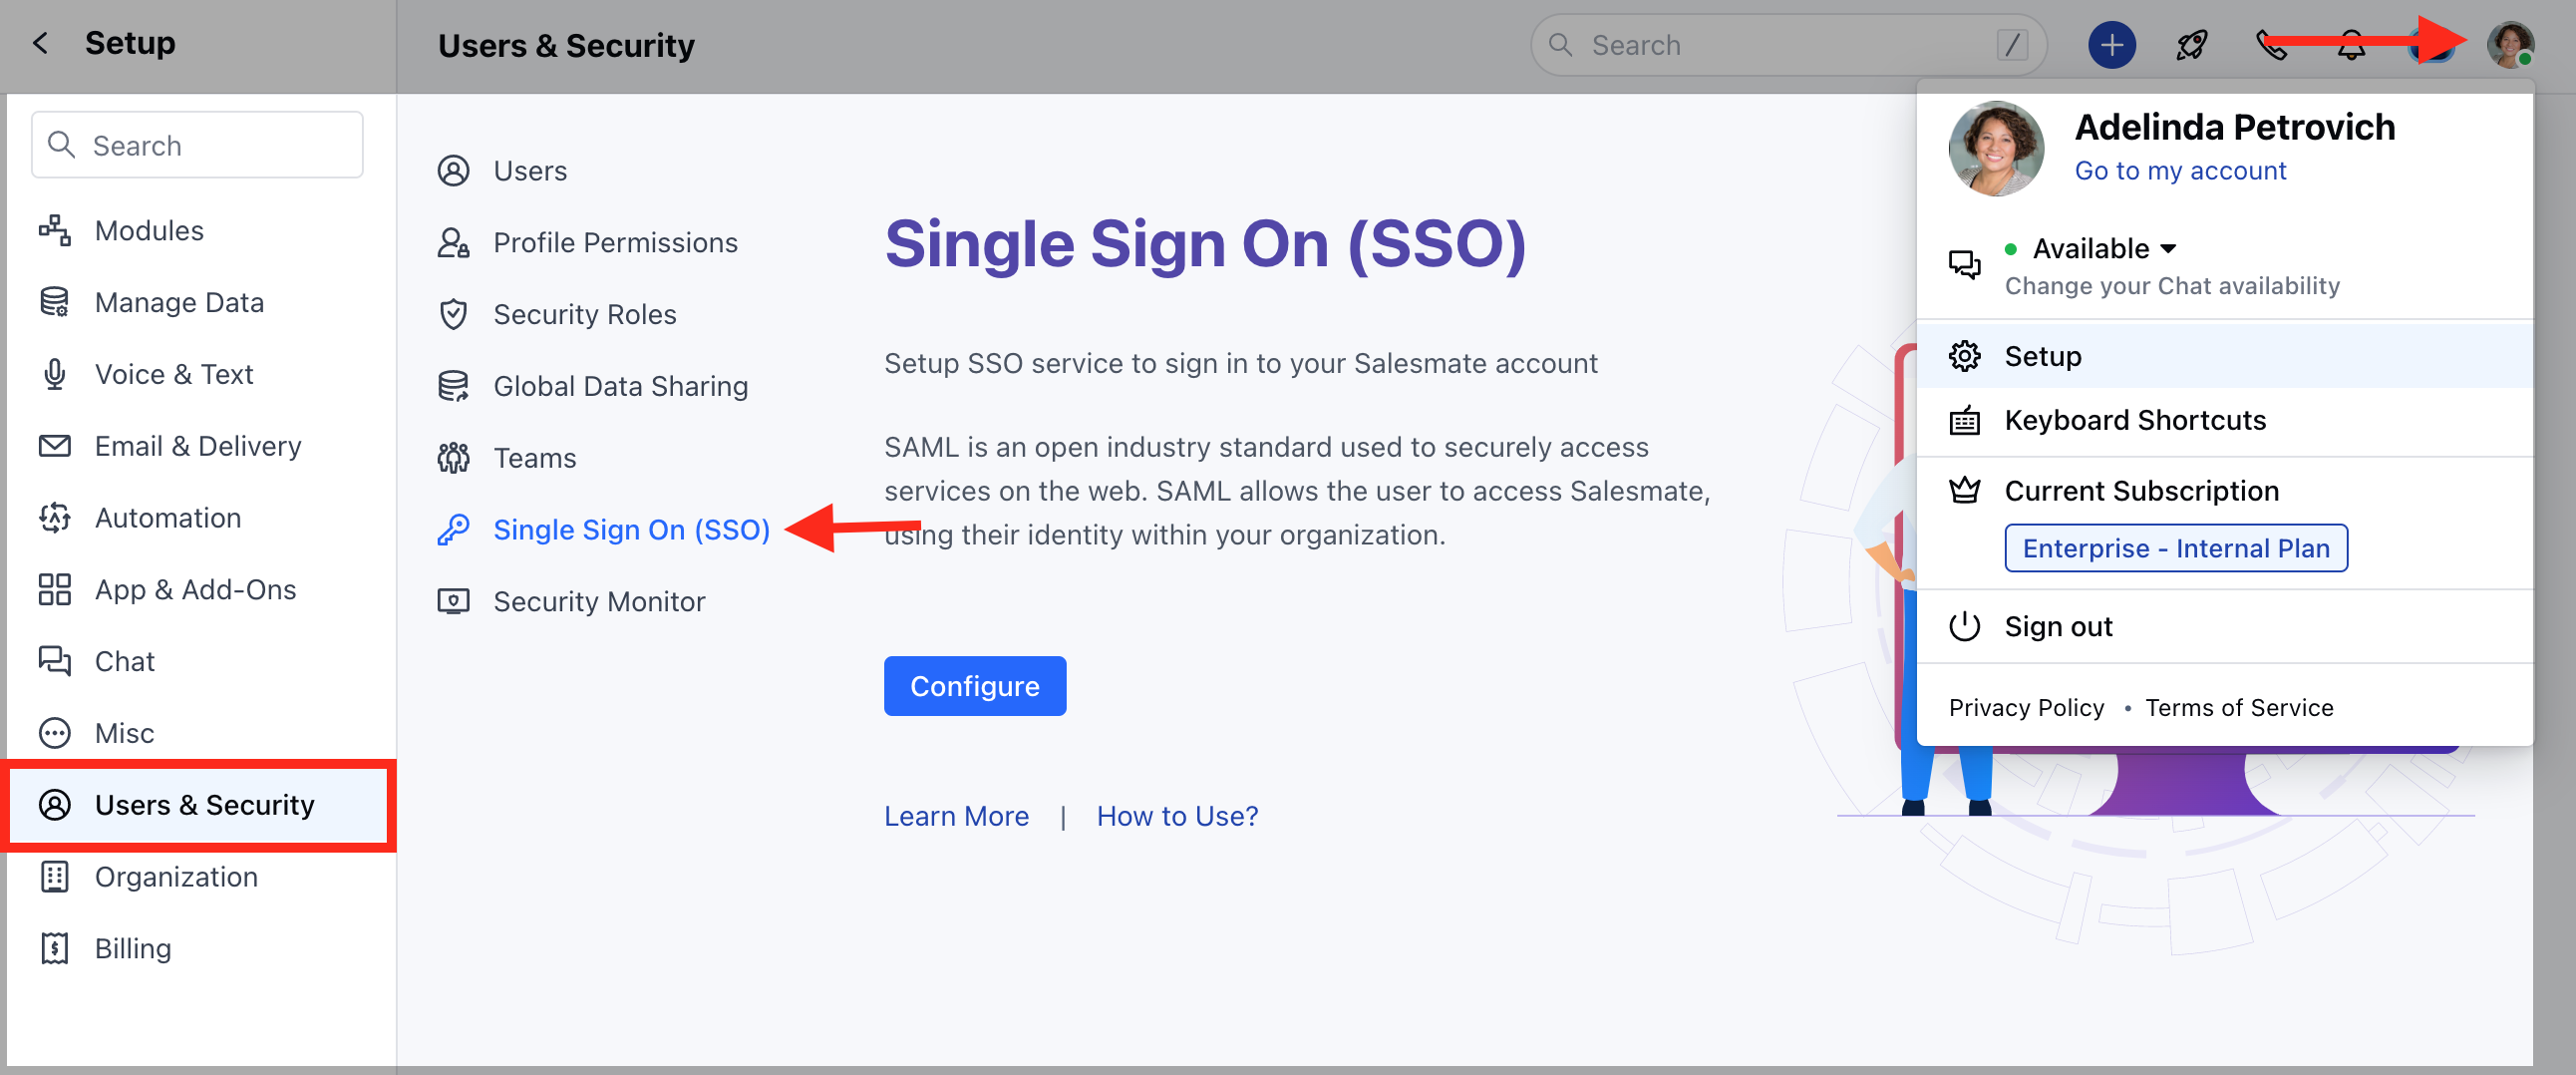 Setup
Users & Security
Search /
Search
Modules
Manage Data
Voice & Text
Email & Delivery
Automation
App & Add-Ons
Chat
Misc
Users & Security
Organization
Billing
Users
Profile Permissions
Security Roles
Global Data Sharing
Teams
Single Sign On (SSO)
Security Monitor
Single Sign On (SSO)
Setup SSO service to sign in to your Salesmate account
SAML is an open industry standard used to securely access
services on the web. SAML allows the user to access Salesmate,
using their identity within your organization.
Configure
Learn More | How to Use?
Adelinda Petrovich
Go to my account
Available
Change your Chat availability
Setup
Keyboard Shortcuts
Current Subscription
Enterprise - Internal Plan
Sign out
Privacy Policy • Terms of Service